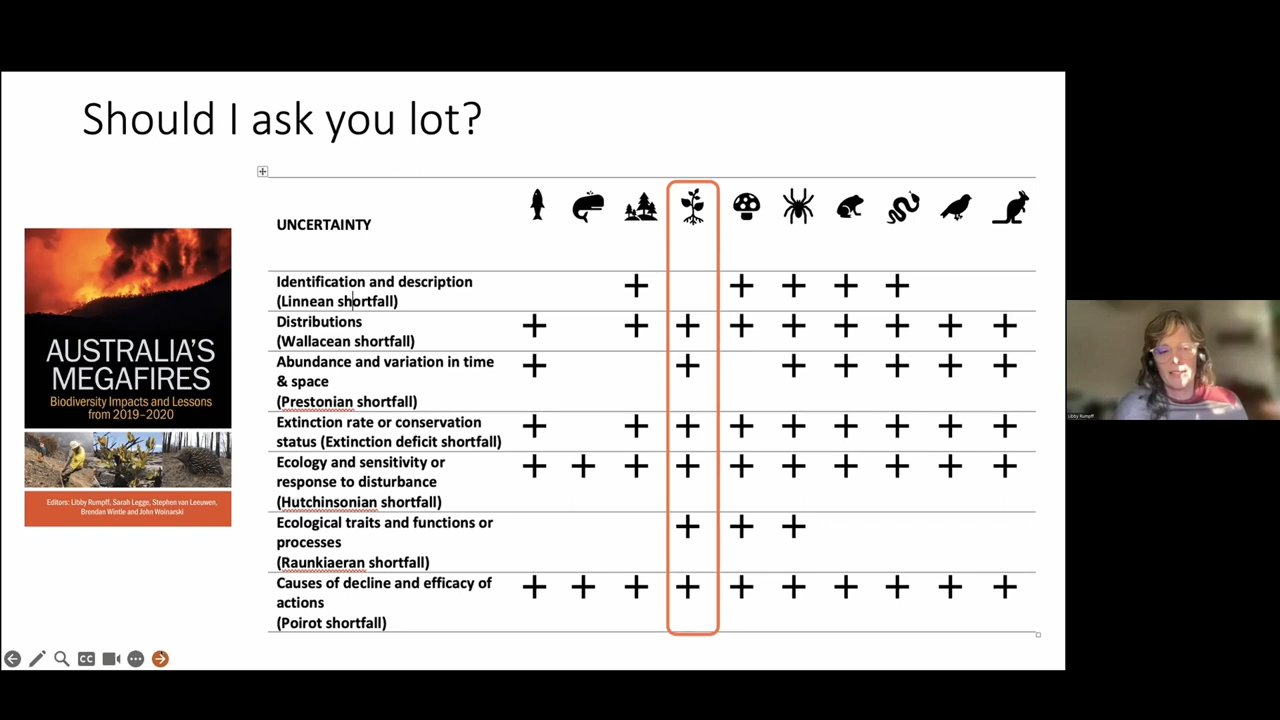 Should I ask you lot?
UNCERTAINTY
Identification and description
(Linnean shortfall)
Distributions
(Wallacean shortfall)
Abundance and variation in time
& space
(Prestonian shortfall)
Extinction rate or conservation
status (Extinction deficit shortfall)
Ecology and sensitivity or
response to disturbance
(Hutchinsonian shortfall)
Ecological traits and functions or
processes
(Raunkiaeran shortfall)
Causes of decline and efficacy of
actions
(Poirot shortfall)
AUSTRALIA'S
MEGAFIRES
Biodiversity Impacts and Lessons
from 2019–2020
Editors: Libby Rumpff, Sarah Legge, Stephen van Leeuwen,
Brendan Wintle and John Woinarski
CC
Libby Rumpff